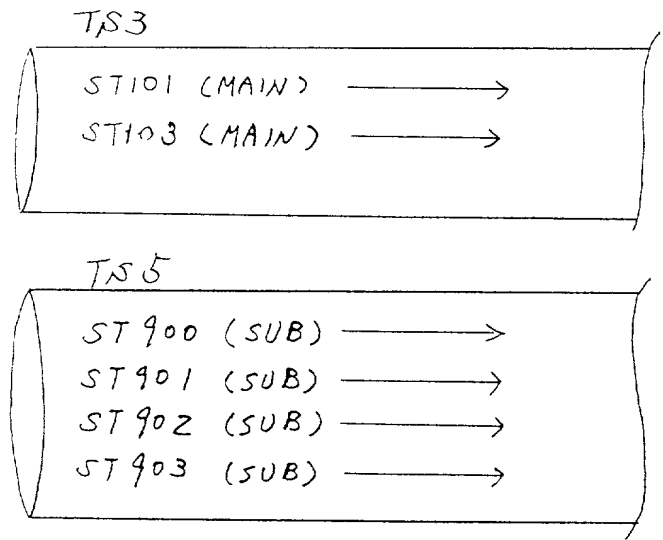 TS3
ST101 (MAIN)
ST103 (MAIN)
TS5
ST900 (SUB)
ST901 (SUB)
ST902 (SUB)
ST903 (SUB)